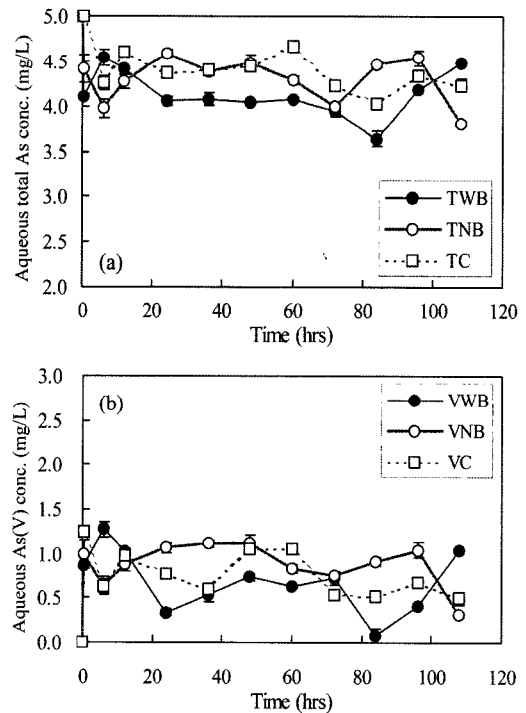 Aqueous total As conc. (mg/L)
5.0
4.5
4.0
3.5
3.0
2.5
2.0
(a)
TWB
TNB
TC
0 20 40 60 80 100 120
Time (hrs)
Aqueous As(V) conc. (mg/L)
3.0
2.5
2.0
1.5
1.0
0.5
0.0
(b)
VWB
VNB
VC
0 20 40 60 80 100 120
Time (hrs)